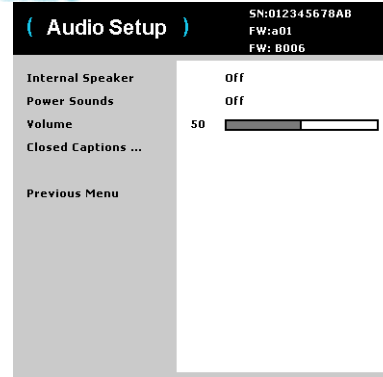 ( Audio Setup )
SN:012345678AB
FW:a01
FW: B006
Internal Speaker Off
Power Sounds Off
Volume 50
Closed Captions ...
Previous Menu